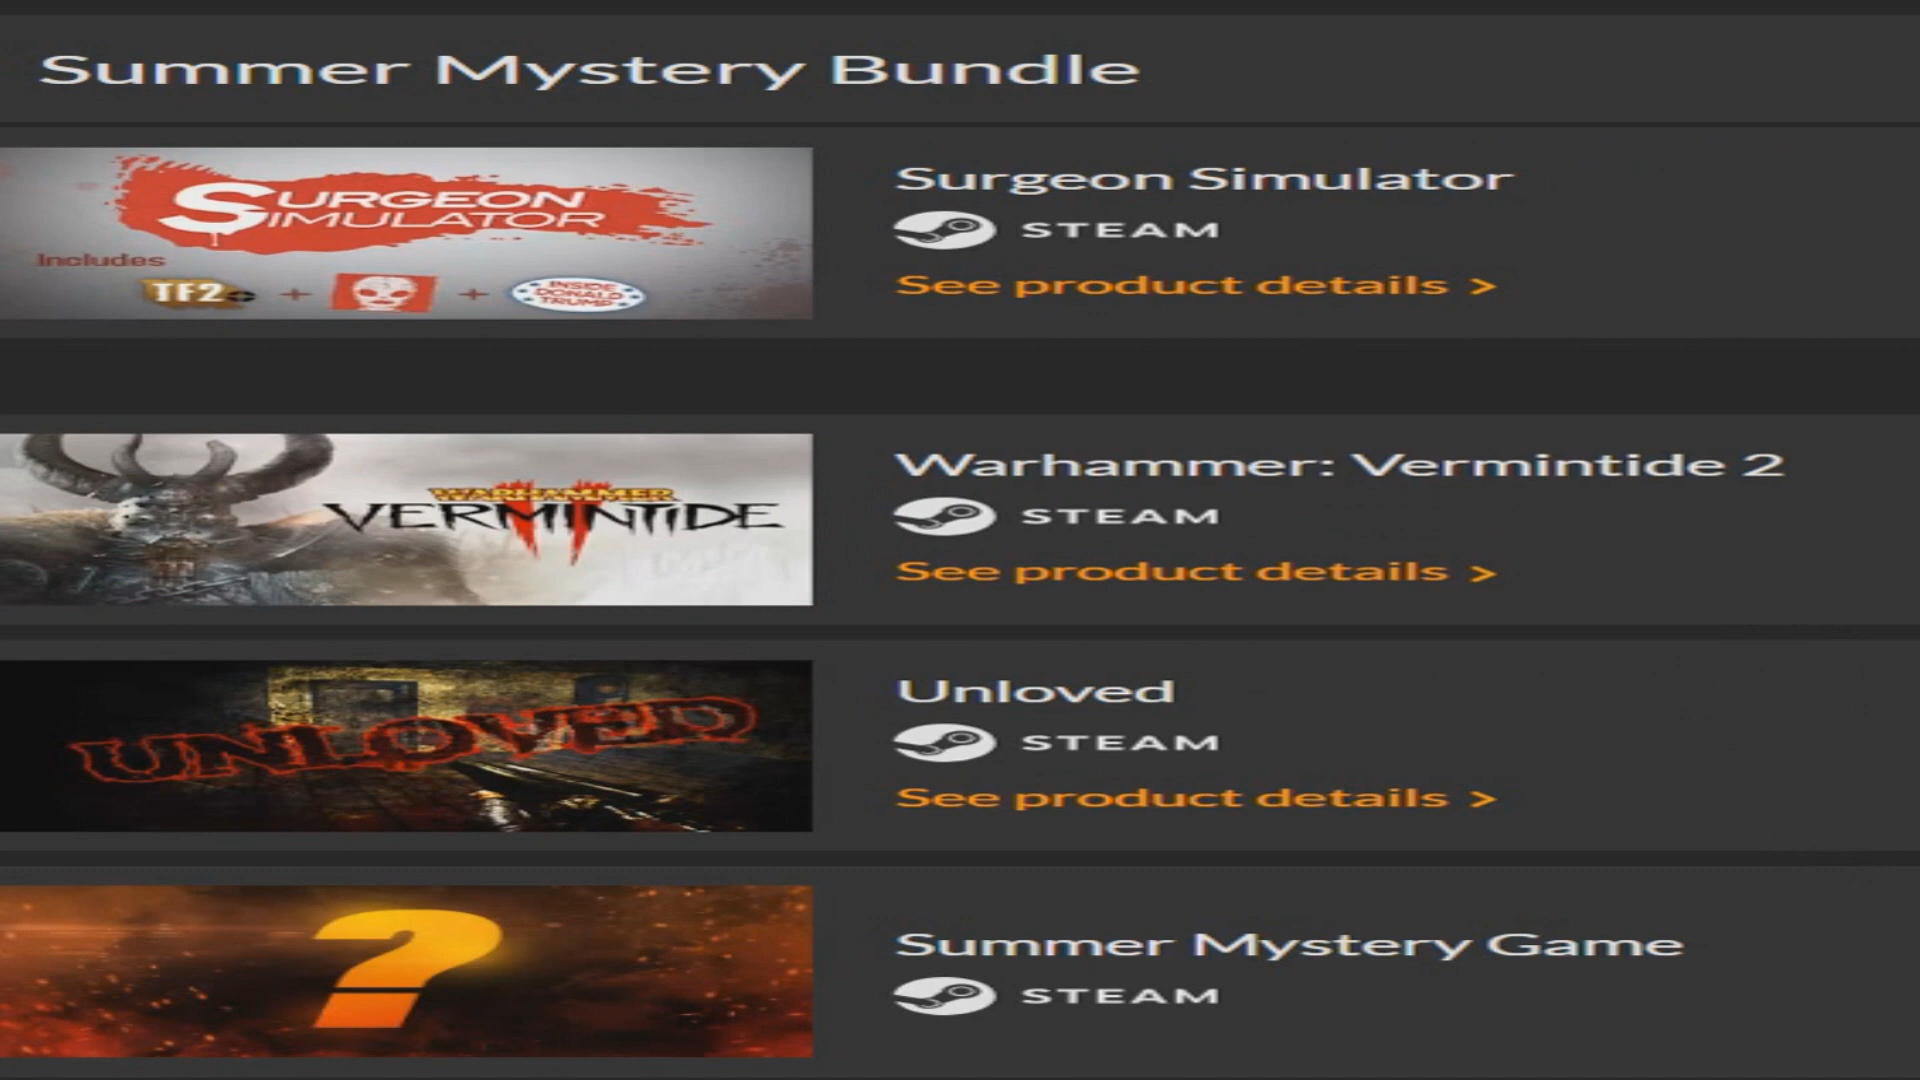 Summer Mystery Bundle
SURGEON
SIMULATOR
Includes
TF2 + + INSIDE
DONALD
TRUMP
Surgeon Simulator
STEAM
See product details >
WARHAMMER
VERMINTIDE
II
Warhammer: Vermintide 2
STEAM
See product details >
UNLOVED
Unloved
STEAM
See product details >
?
Summer Mystery Game
STEAM